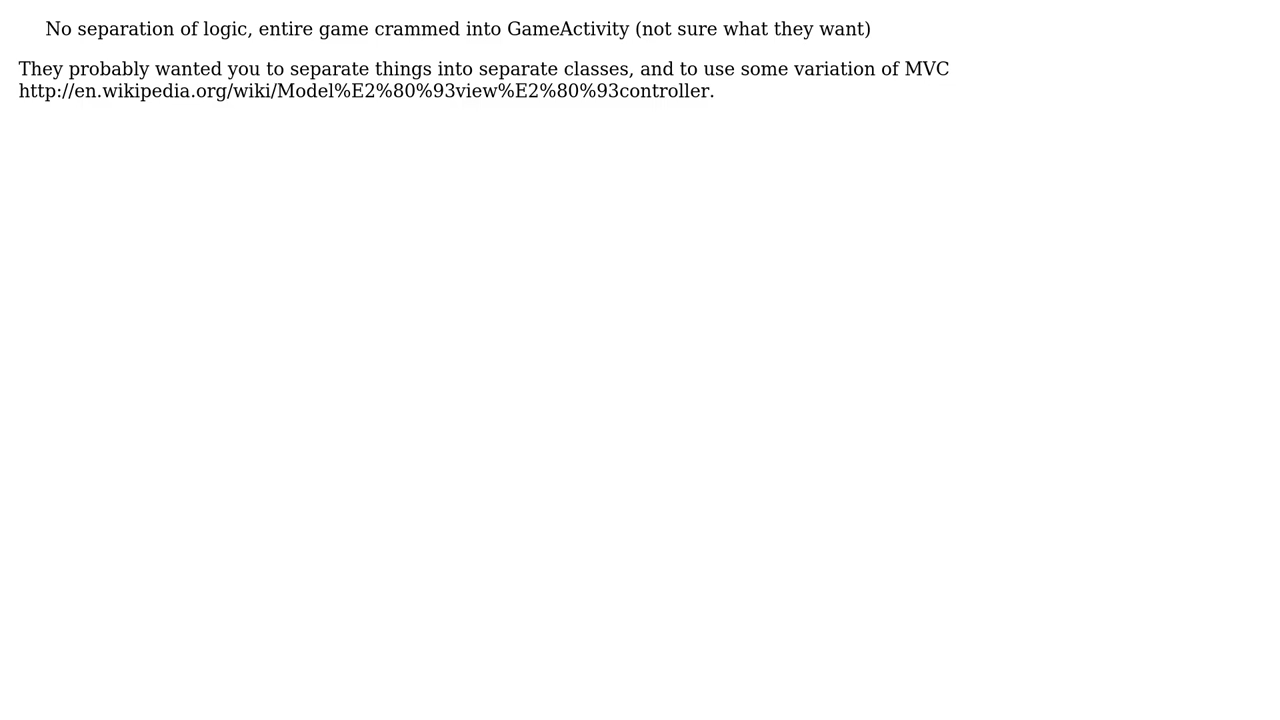 No separation of logic, entire game crammed into GameActivity (not sure what they want)
They probably wanted you to separate things into separate classes, and to use some variation of MVC
http://en.wikipedia.org/wiki/Model%E2%80%93view%E2%80%93controller.